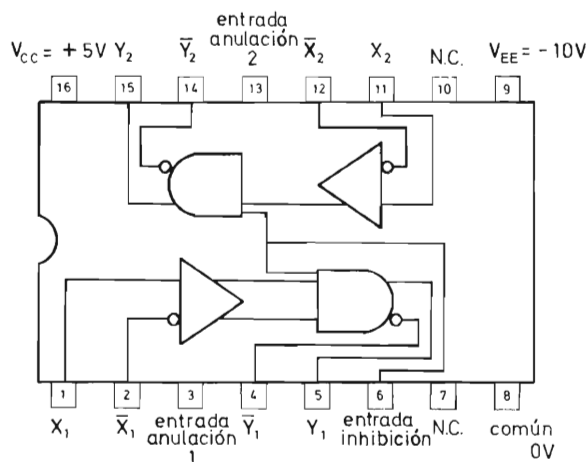 entrada
anulación
2
V_CC = +5V Y₂ Y̅₂ X̅₂ X₂ N.C. V_EE = -10V
16 15 14 13 12 11 10 9
1 2 3 4 5 6 7 8
X₁ X̅₁ entrada anulación 1 Y̅₁ Y₁ entrada inhibición N.C. común 0V